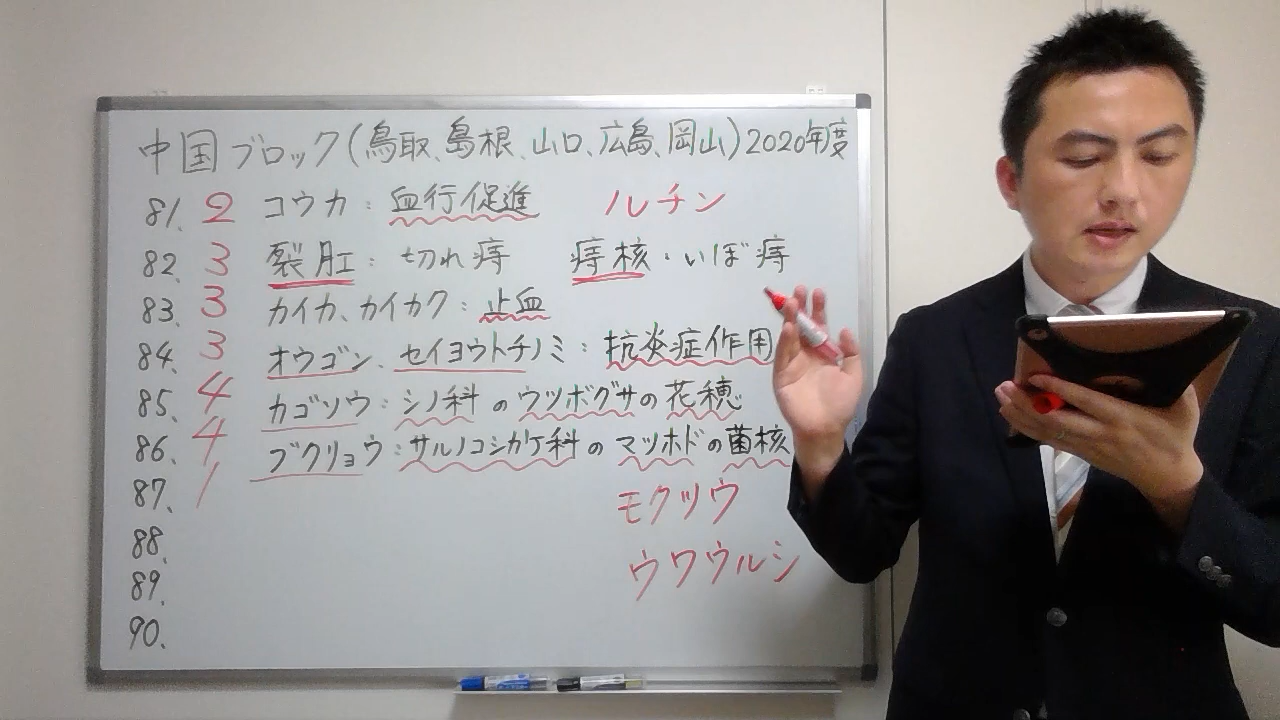 中国ブロック(鳥取、島根、山口、広島、岡山)2020年度
81. 2 コウカ：血行促進 ルチン
82. 3 裂肛：切れ痔 痔核・いぼ痔
83. 3 カイカ、カイカク：止血
84. 3 オウゴン、セイヨウトチノミ：抗炎症作用
85. 4 カゴソウ：シソ科のウツボグサの花穂
86. 4 ブクリョウ：サルノコシカケ科のマツホドの菌核
87. 1 モクツウ
88. ウワウルシ
89.
90.